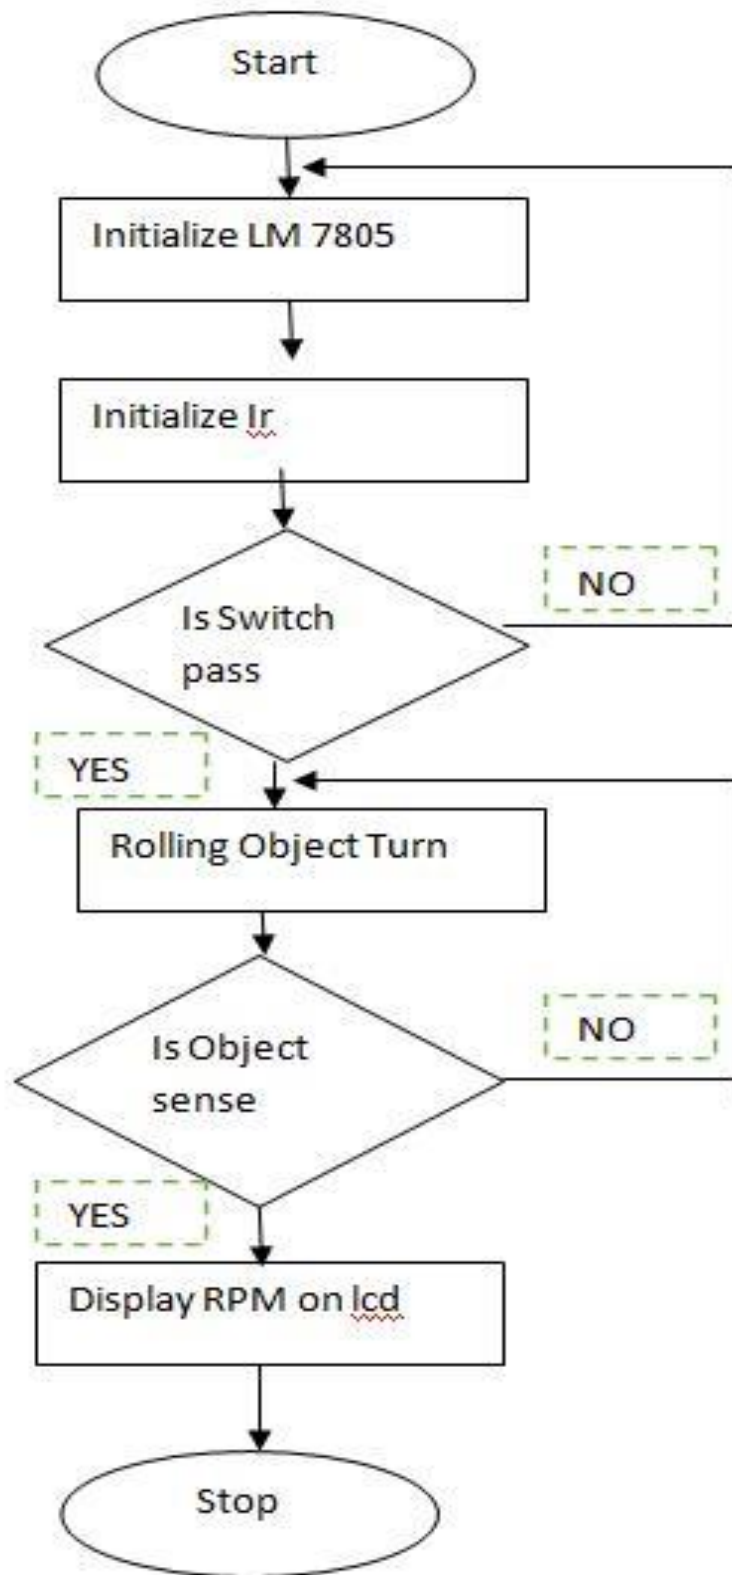 Start
Initialize LM 7805
Initialize Ir
Is Switch
pass
NO
YES
Rolling Object Turn
Is Object
sense
NO
YES
Display RPM on lcd
Stop